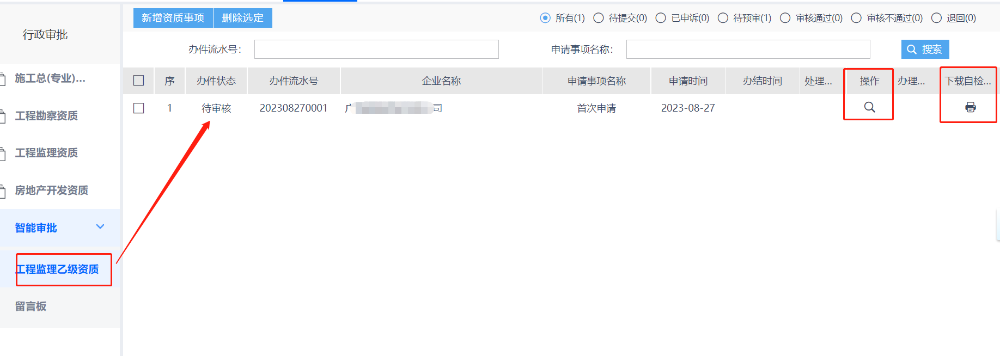 行政审批
施工总(专业)...
工程勘察资质
工程监理资质
房地产开发资质
智能审批
工程监理乙级资质
留言板
新增资质事项 删除选定
所有(1) 待提交(0) 已申诉(0) 待预审(1) 审核通过(0) 审核不通过(0) 退回(0)
办件流水号： 申请事项名称： 搜索
序 办件状态 办件流水号 企业名称 申请事项名称 申请时间 办结时间 处理... 操作 办理... 下载自检...
1 待审核 202308270001 广 司 首次申请 2023-08-27